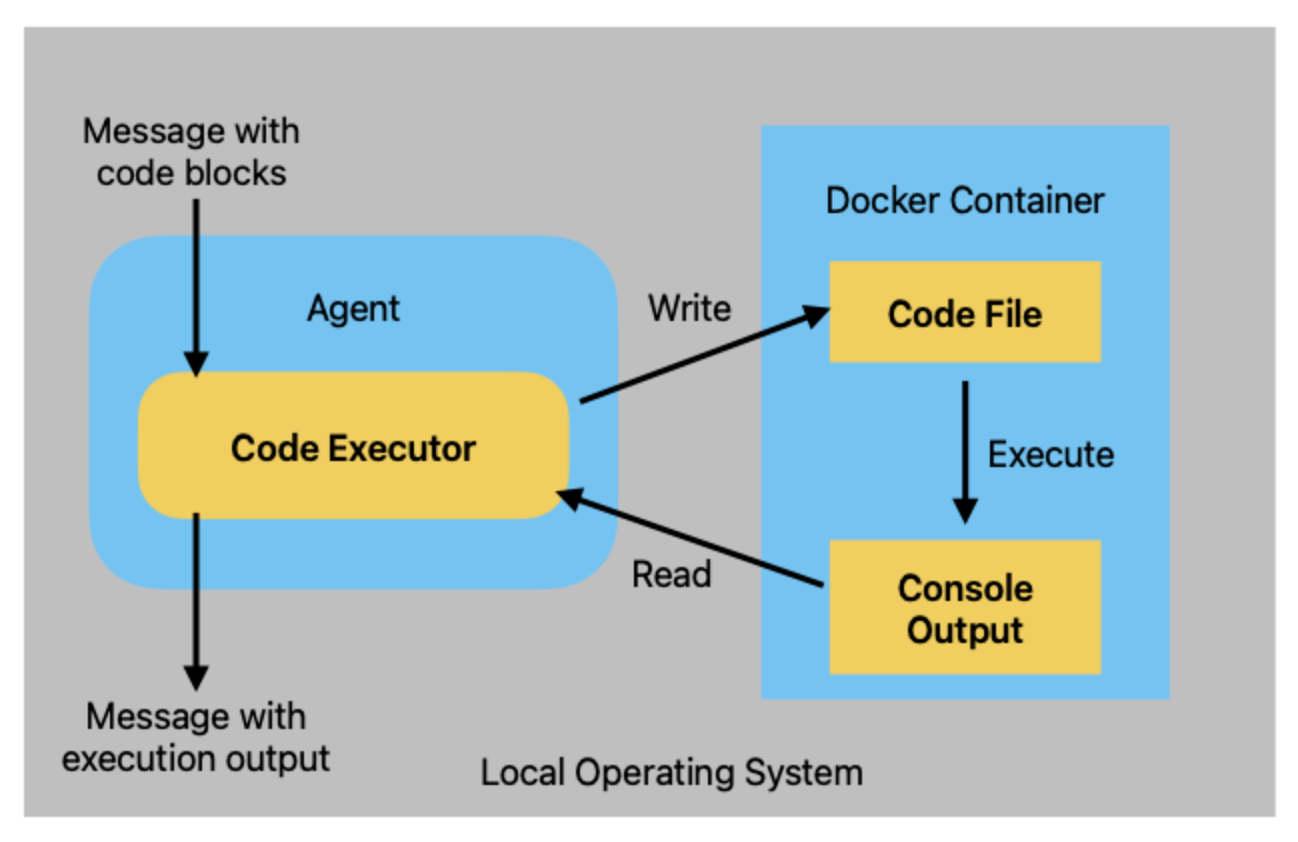 Message with
code blocks
Docker Container
Agent
Write
Code File
Code Executor
Execute
Read
Console
Output
Message with
execution output
Local Operating System